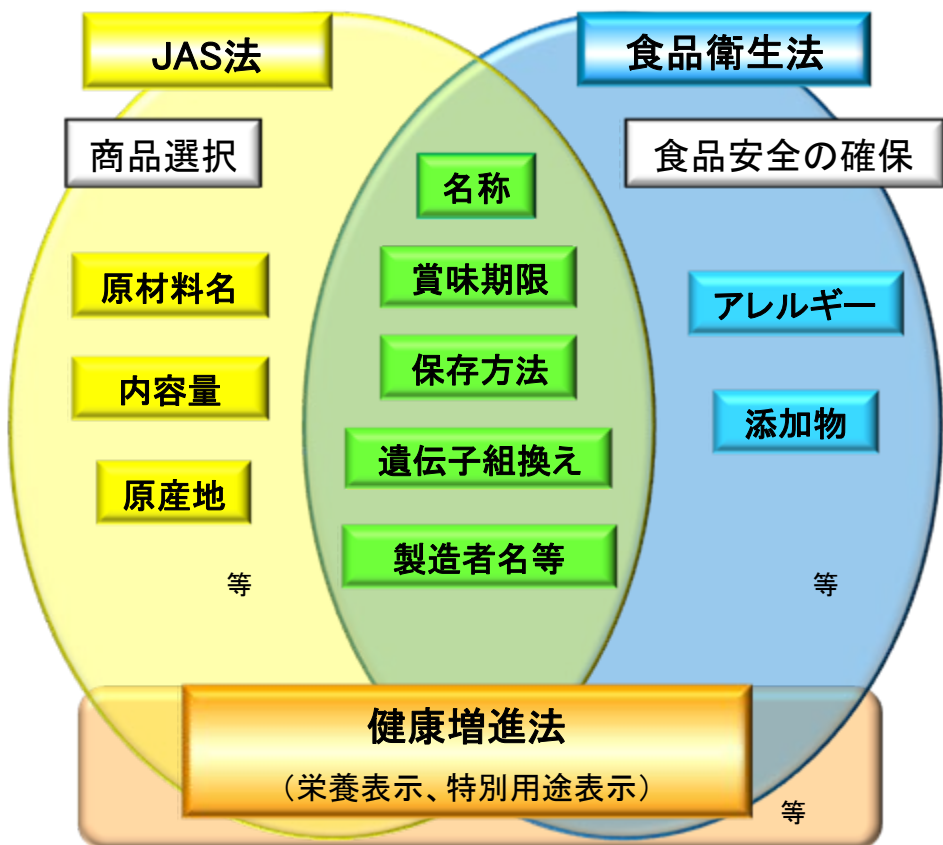 JAS法
食品衛生法
商品選択
食品安全の確保
名称
賞味期限
保存方法
遺伝子組換え
製造者名等
原材料名
内容量
原産地
等
アレルギー
添加物
等
健康増進法
（栄養表示、特別用途表示）
等